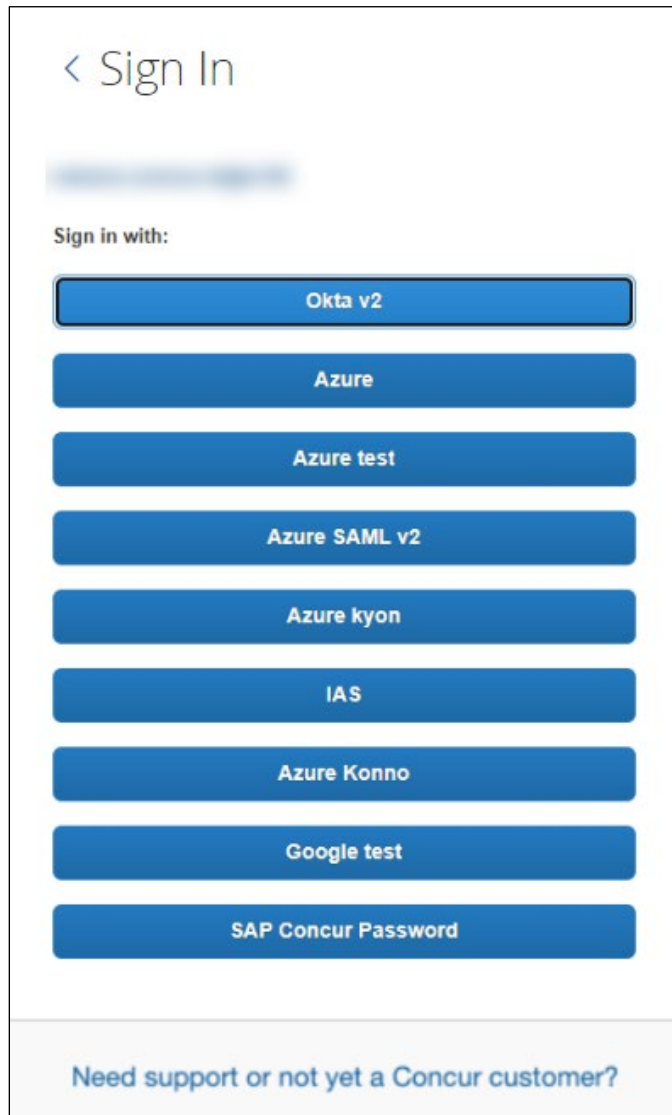 Sign In
Sign in with:
Okta v2
Azure
Azure test
Azure SAML v2
Azure kyon
IAS
Azure Konno
Google test
SAP Concur Password
Need support or not yet a Concur customer?